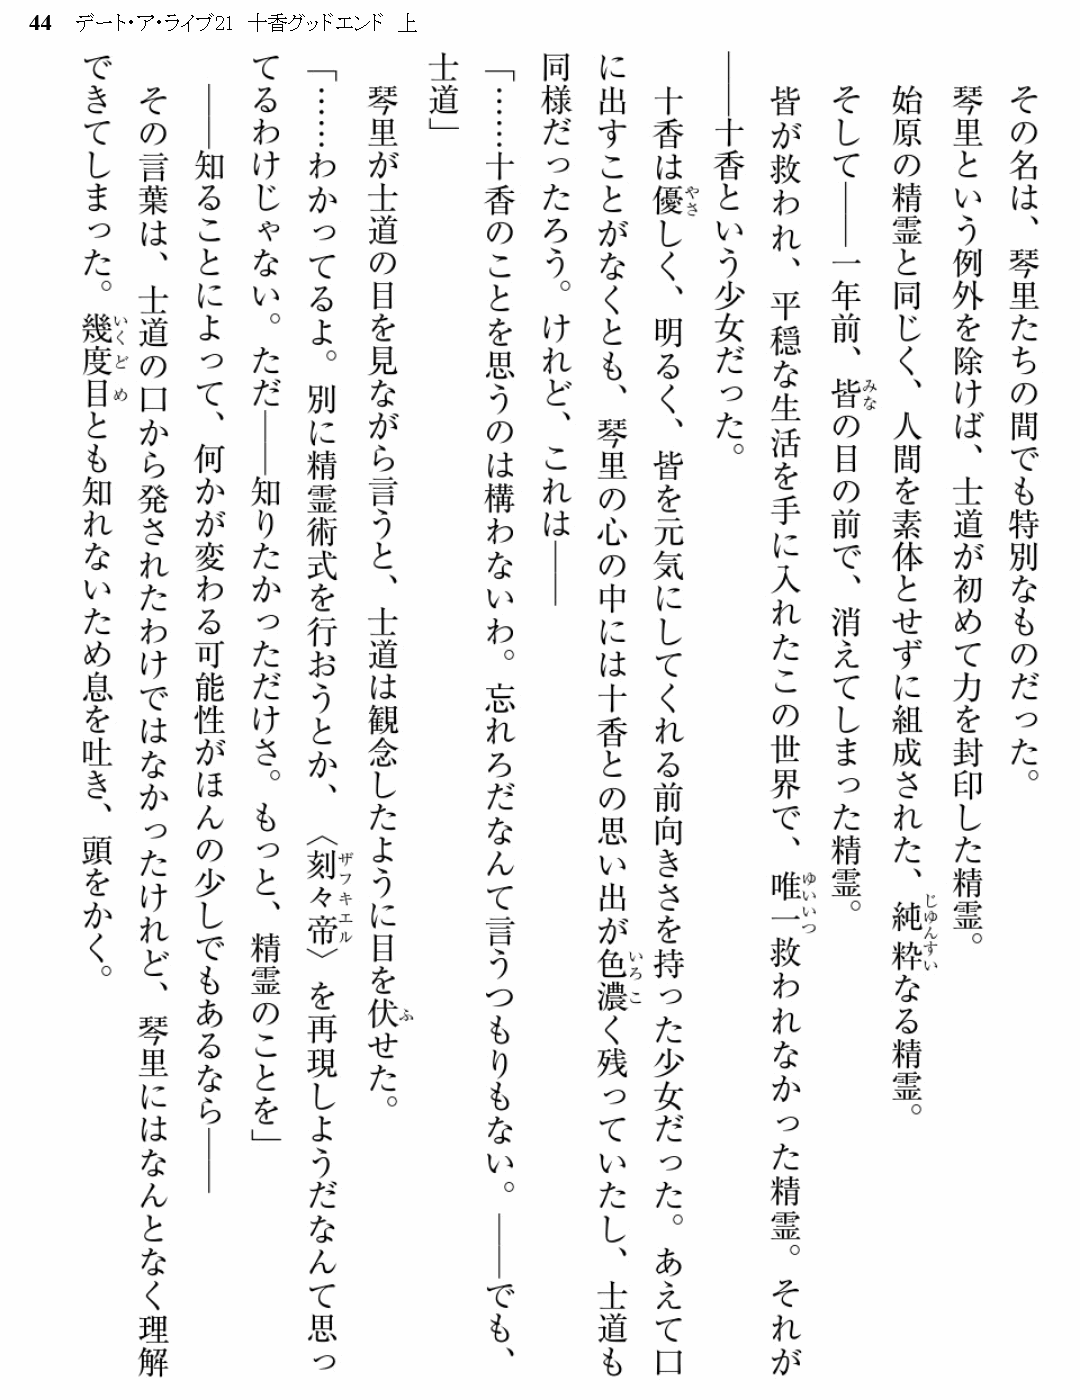 44 デート・ア・ライブ21 十香グッドエンド 上
その名は、琴里たちの間でも特別なものだった。
琴里という例外を除けば、士道が初めて力を封印した精霊。
始原の精霊と同じく、人間を素体とせずに組成された、純粋なる精霊。
そして――一年前、皆の目の前で、消えてしまった精霊。
皆が救われ、平穏な生活を手に入れたこの世界で、唯一救われなかった精霊。それが
――十香という少女だった。
十香は優しく、明るく、皆を元気にしてくれる前向きさを持った少女だった。あえて口
に出すことがなくとも、琴里の心の中には十香との思い出が色濃く残っていたし、士道も
同様だったろう。けれど、これは――
「……十香のことを思うのは構わないわ。忘れろだなんて言うつもりもない。――でも、
士道」
琴里が士道の目を見ながら言うと、士道は観念したように目を伏せた。
「……わかってるよ。別に精霊術式を行おうとか、〈刻々帝〉を再現しようだなんて思っ
てるわけじゃない。ただ――知りたかっただけさ。もっと、精霊のことを」
――知ることによって、何かが変わる可能性がほんの少しでもあるなら――
その言葉は、士道の口から発されたわけではなかったけれど、琴里にはなんとなく理解
できてしまった。幾度目とも知れないため息を吐き、頭をかく。